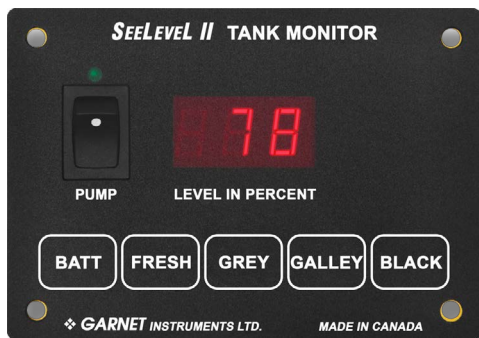 SEELEVEL II TANK MONITOR
78
PUMP
LEVEL IN PERCENT
BATT FRESH GREY GALLEY BLACK
❖ GARNET INSTRUMENTS LTD. MADE IN CANADA